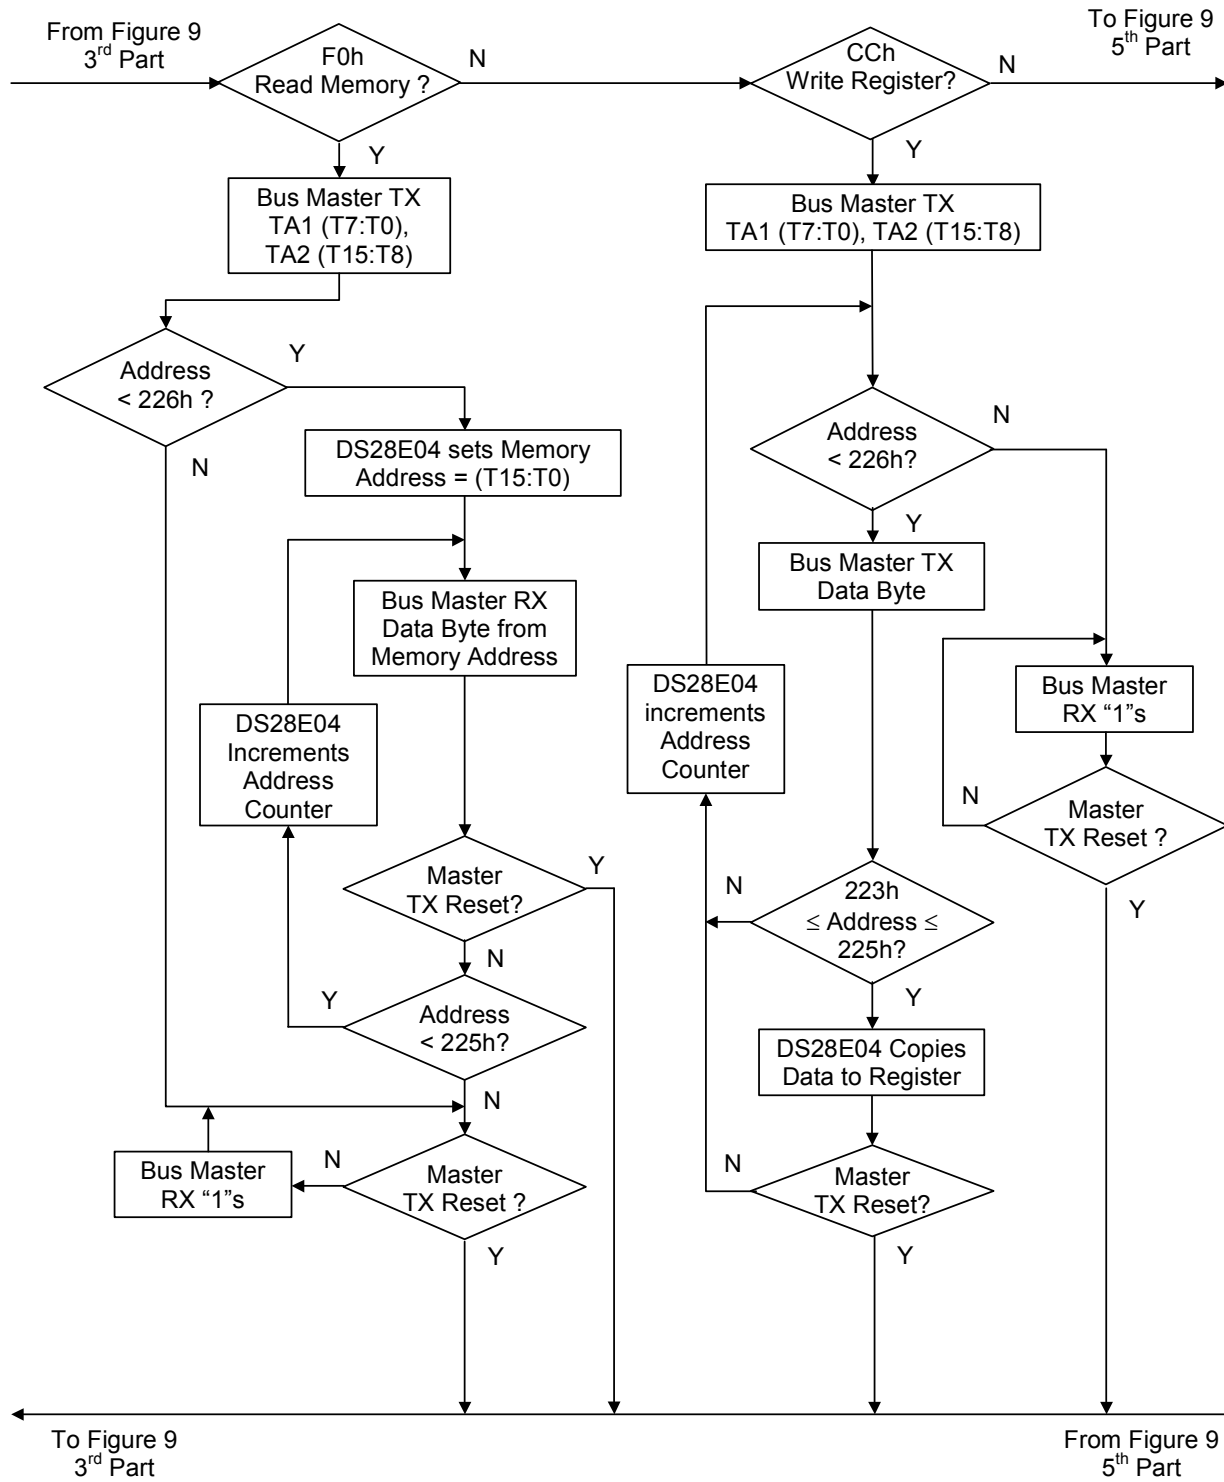 From Figure 9
3rd Part
F0h
Read Memory ?
N
CCh
Write Register?
N
To Figure 9
5th Part
Y
Bus Master TX
TA1 (T7:T0),
TA2 (T15:T8)
Address
< 226h ?
Y
N
DS28E04 sets Memory
Address = (T15:T0)
Bus Master RX
Data Byte from
Memory Address
DS28E04
Increments
Address
Counter
Master
TX Reset?
Y
N
Address
< 225h?
Y
N
Master
TX Reset ?
N
Bus Master
RX “1”s
Y
Y
Bus Master TX
TA1 (T7:T0), TA2 (T15:T8)
Address
< 226h?
N
Y
Bus Master TX
Data Byte
DS28E04
increments
Address
Counter
Bus Master
RX “1”s
Master
TX Reset ?
N
Y
223h
≤ Address ≤
225h?
N
Y
DS28E04 Copies
Data to Register
Master
TX Reset?
N
Y
To Figure 9
3rd Part
From Figure 9
5th Part